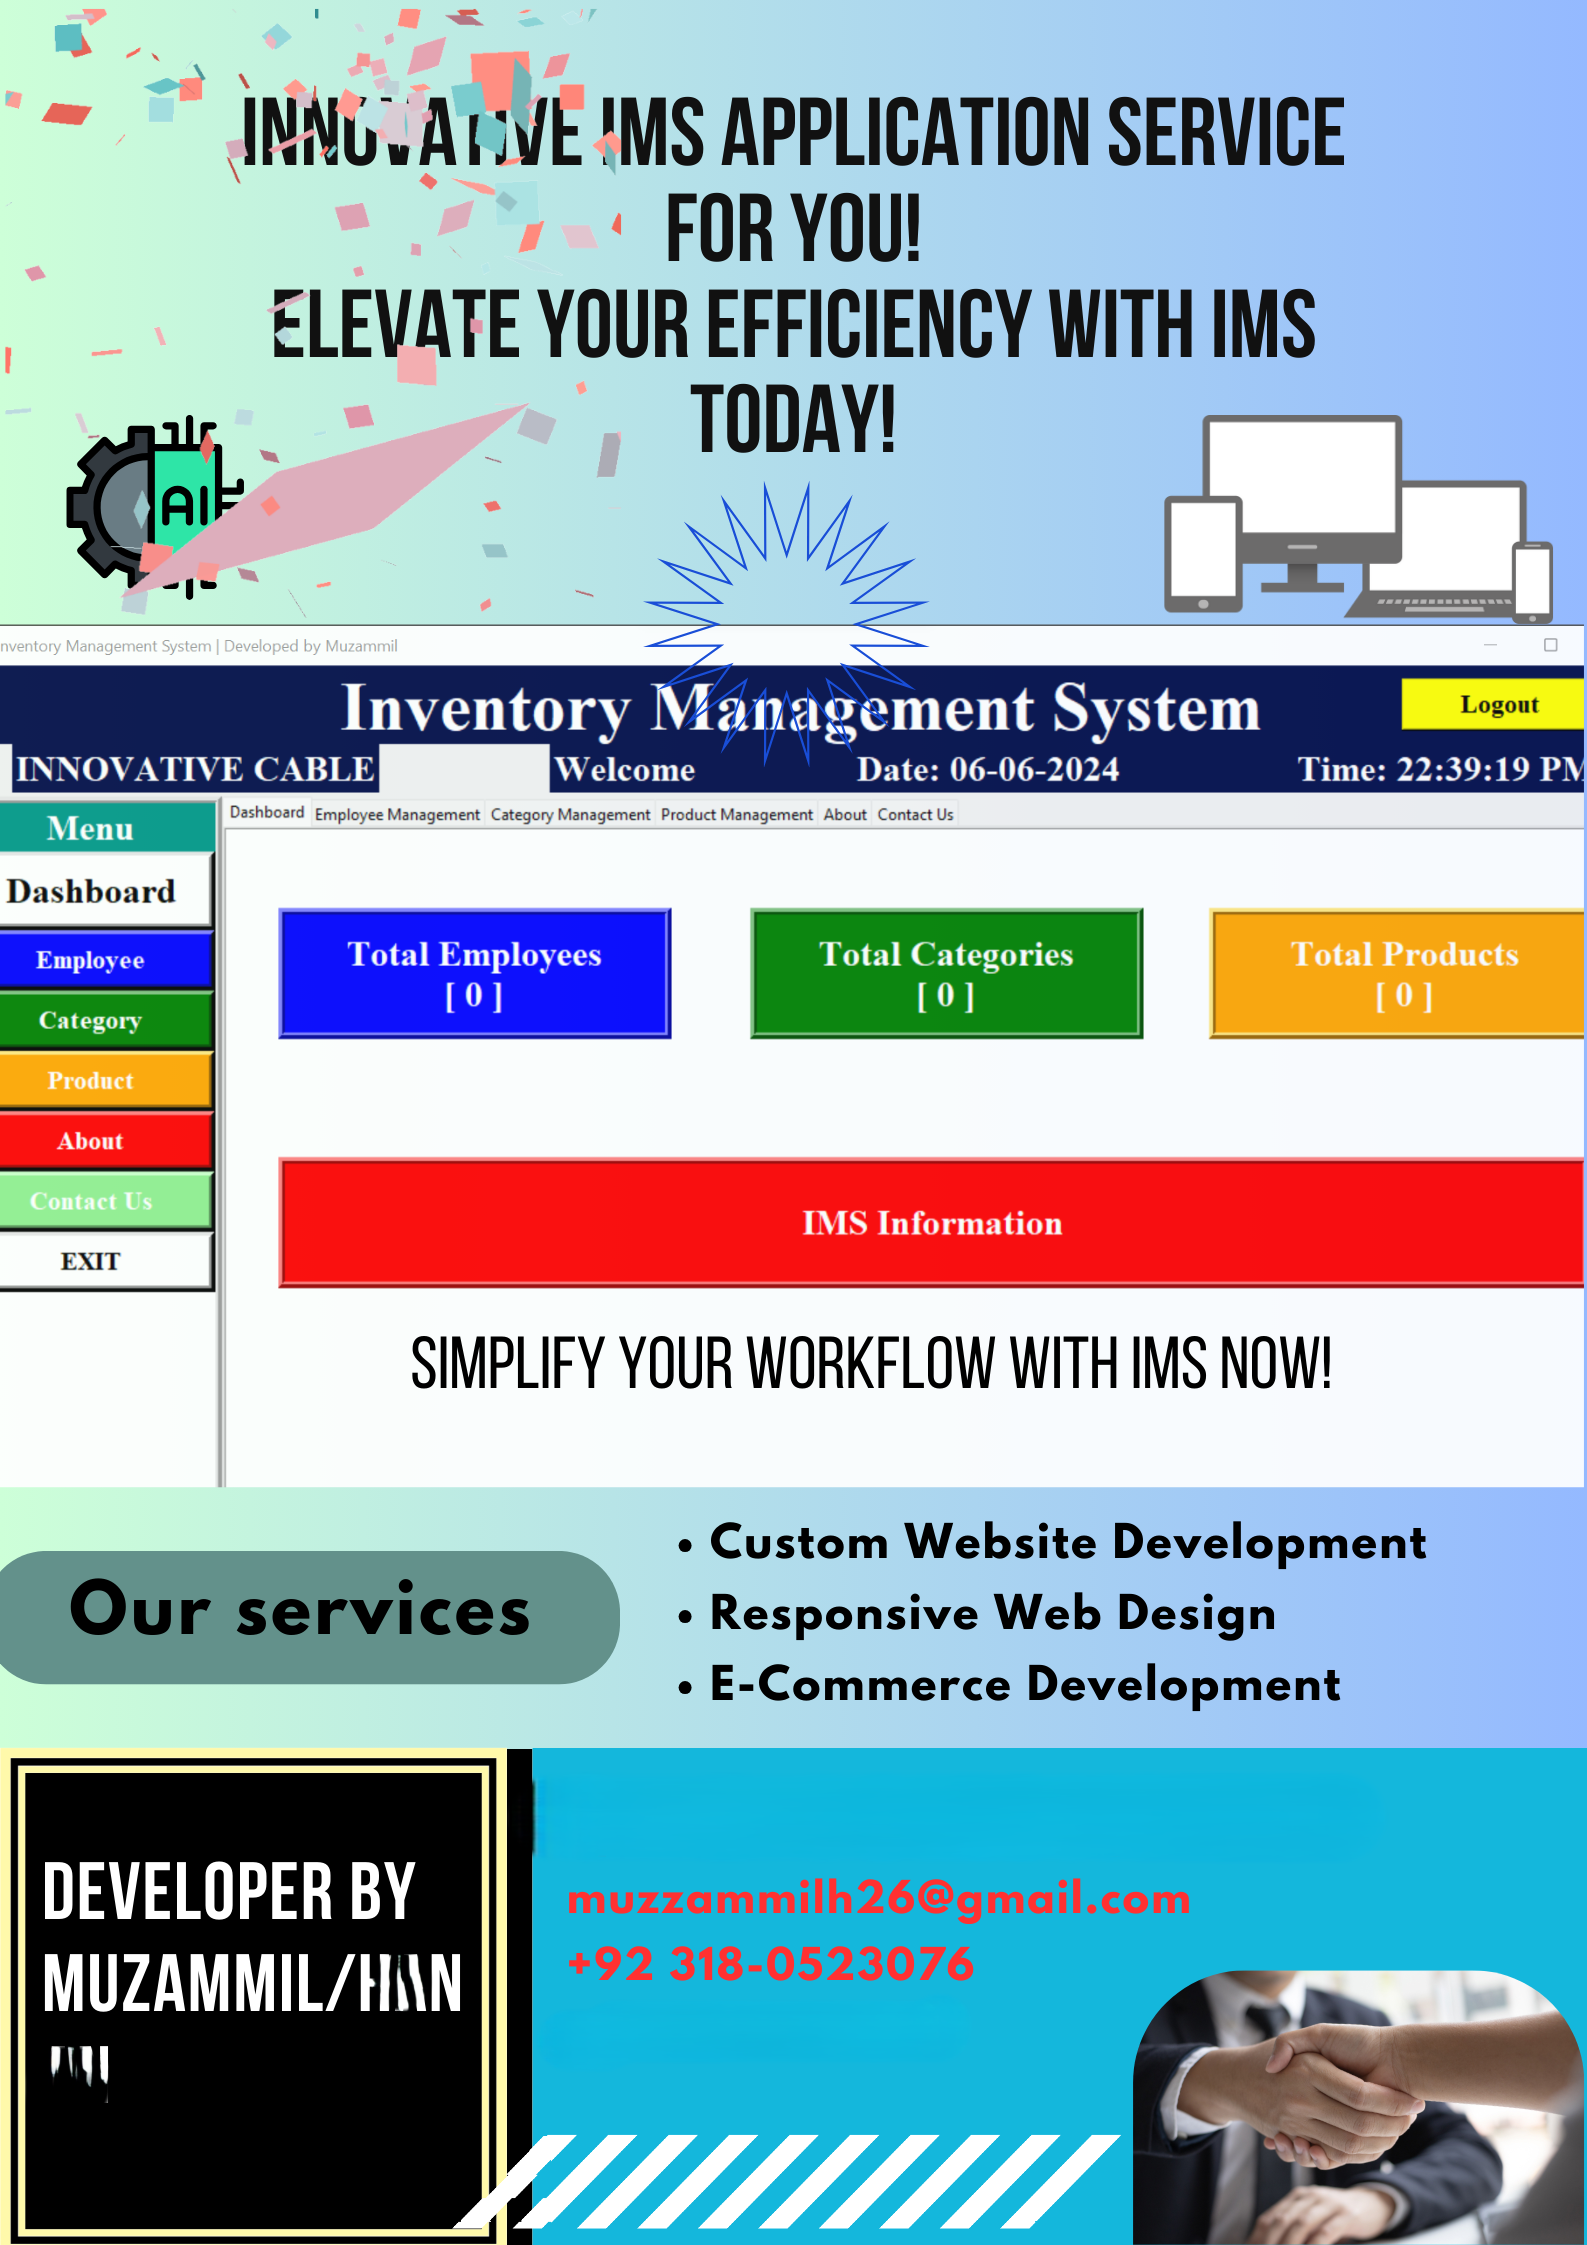 INNOVATIVE IMS APPLICATION SERVICE
FOR YOU!
ELEVATE YOUR EFFICIENCY WITH IMS
TODAY!
AI
nventory Management System | Developed by Muzammil
Inventory Management System
Logout
INNOVATIVE CABLE
Welcome
Date: 06-06-2024
Time: 22:39:19 PM
Menu
Dashboard
Employee
Category
Product
About
Contact Us
EXIT
Dashboard Employee Management Category Management Product Management About Contact Us
Total Employees
[ 0 ]
Total Categories
[ 0 ]
Total Products
[ 0 ]
IMS Information
SIMPLIFY YOUR WORKFLOW WITH IMS NOW!
Our services
• Custom Website Development
• Responsive Web Design
• E-Commerce Development
DEVELOPER BY
MUZAMMIL/
muzzammilh26@gmail.com
+92 318-0523076